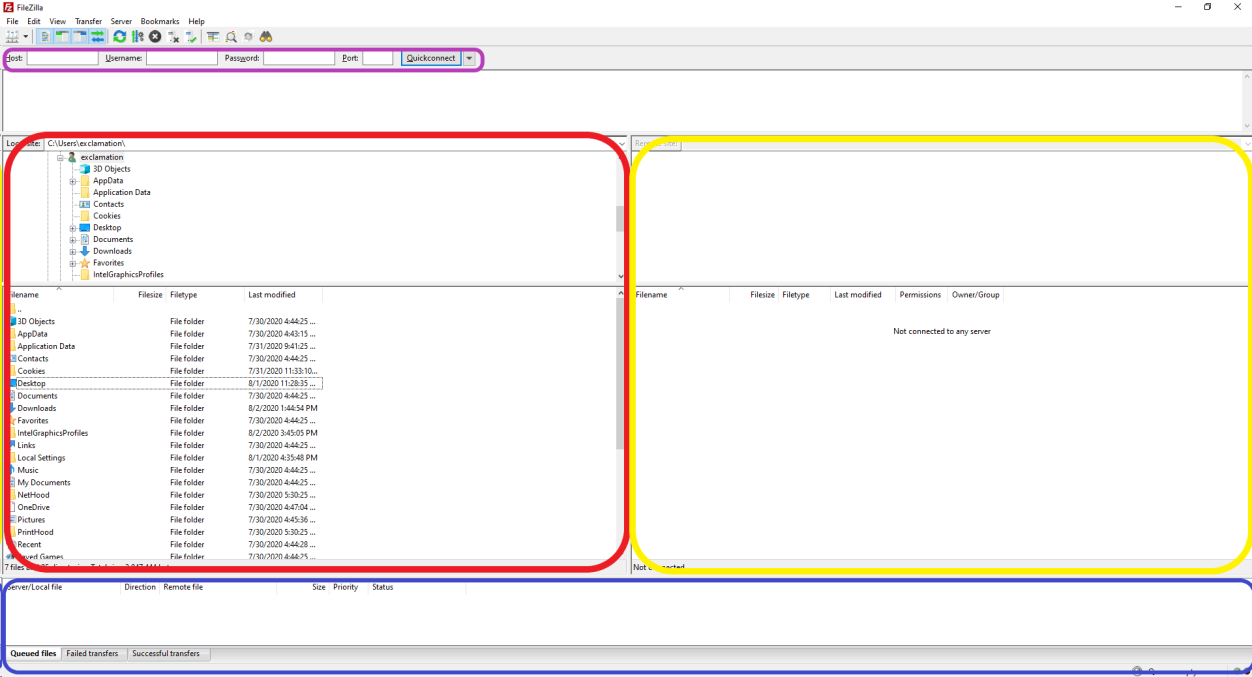 FileZilla
File Edit View Transfer Server Bookmarks Help
Host: Username: Password: Port: Quickconnect
Local site: C:\Users\exclamation\
Remote site:
exclamation
3D Objects
AppData
Application Data
Contacts
Cookies
Desktop
Documents
Downloads
Favorites
IntelGraphicsProfiles
Filename Filesize Filetype Last modified
..
3D Objects File folder 7/30/2020 4:44:25 ...
AppData File folder 7/30/2020 4:43:15 ...
Application Data File folder 7/31/2020 9:41:25 ...
Contacts File folder 7/30/2020 4:44:25 ...
Cookies File folder 7/31/2020 11:33:10...
Desktop File folder 8/1/2020 11:28:35 ...
Documents File folder 7/30/2020 4:44:25 ...
Downloads File folder 8/2/2020 1:44:54 PM
Favorites File folder 7/30/2020 4:44:25 ...
IntelGraphicsProfiles File folder 8/2/2020 3:45:05 PM
Links File folder 7/30/2020 4:44:25 ...
Local Settings File folder 8/1/2020 4:35:48 PM
Music File folder 7/30/2020 4:44:25 ...
My Documents File folder 7/30/2020 4:44:25 ...
NetHood File folder 7/30/2020 5:30:25 ...
OneDrive File folder 7/30/2020 4:47:04 ...
Pictures File folder 7/30/2020 4:45:36 ...
PrintHood File folder 7/30/2020 5:30:25 ...
Recent File folder 7/30/2020 4:44:28 ...
Saved Games File folder 7/30/2020 4:44:25 ...
7 files
Filename Filesize Filetype Last modified Permissions Owner/Group
Not connected to any server
Not connected.
Server/Local file Direction Remote file Size Priority Status
Queued files Failed transfers Successful transfers